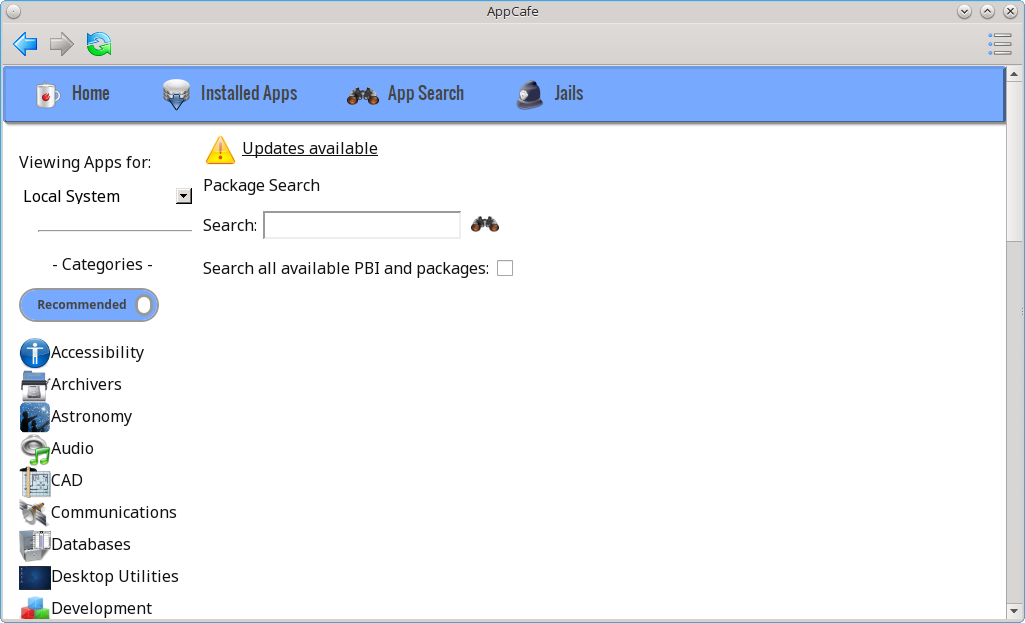 AppCafe
Home
Installed Apps
App Search
Jails
Viewing Apps for:
Local System
- Categories -
Recommended
Accessibility
Archivers
Astronomy
Audio
CAD
Communications
Databases
Desktop Utilities
Development
Updates available
Package Search
Search:
Search all available PBI and packages: